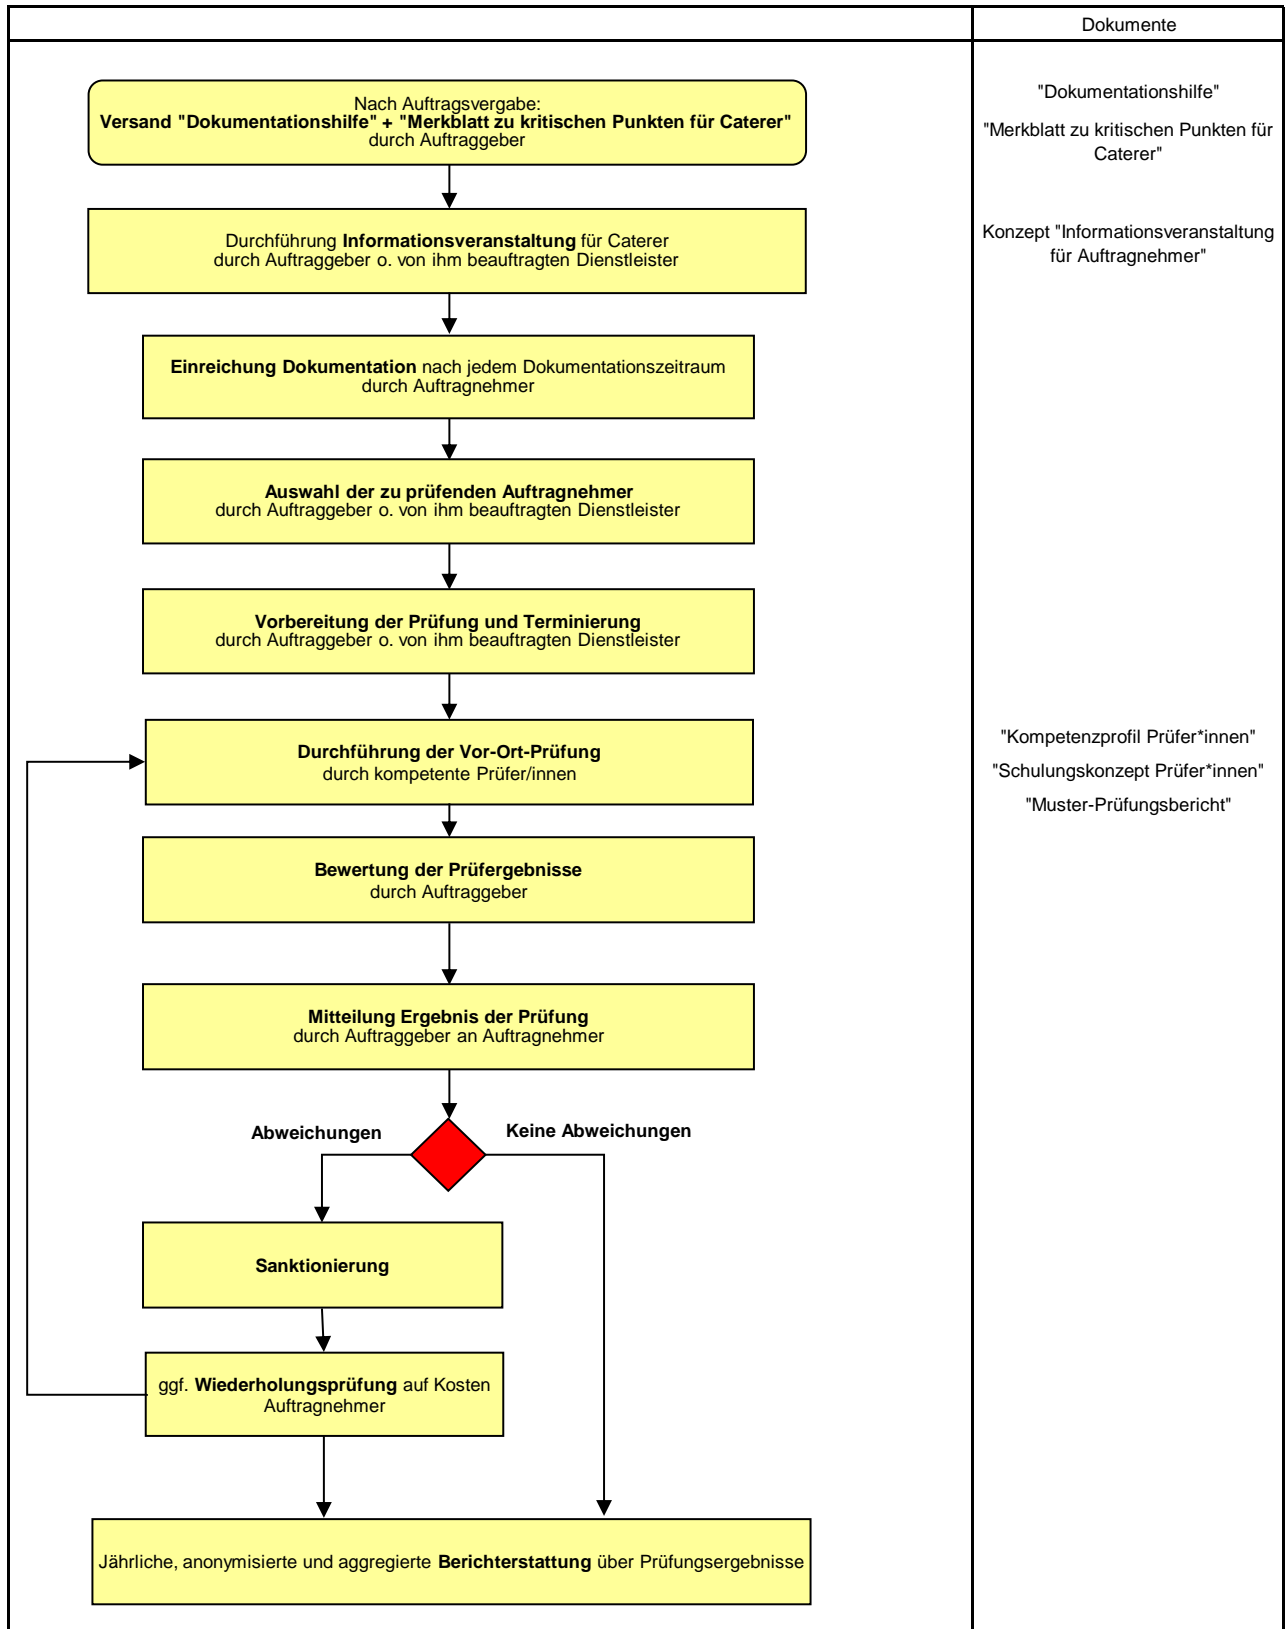 Dokumente
Nach Auftragsvergabe:
Versand "Dokumentationshilfe" + "Merkblatt zu kritischen Punkten für Caterer"
durch Auftraggeber
"Dokumentationshilfe"
"Merkblatt zu kritischen Punkten für
Caterer"
Durchführung Informationsveranstaltung für Caterer
durch Auftraggeber o. von ihm beauftragten Dienstleister
Konzept "Informationsveranstaltung
für Auftragnehmer"
Einreichung Dokumentation nach jedem Dokumentationszeitraum
durch Auftragnehmer
Auswahl der zu prüfenden Auftragnehmer
durch Auftraggeber o. von ihm beauftragten Dienstleister
Vorbereitung der Prüfung und Terminierung
durch Auftraggeber o. von ihm beauftragten Dienstleister
Durchführung der Vor-Ort-Prüfung
durch kompetente Prüfer/innen
"Kompetenzprofil Prüfer*innen"
"Schulungskonzept Prüfer*innen"
"Muster-Prüfungsbericht"
Bewertung der Prüfergebnisse
durch Auftraggeber
Mitteilung Ergebnis der Prüfung
durch Auftraggeber an Auftragnehmer
Abweichungen
Keine Abweichungen
Sanktionierung
ggf. Wiederholungsprüfung auf Kosten
Auftragnehmer
Jährliche, anonymisierte und aggregierte Berichterstattung über Prüfungsergebnisse